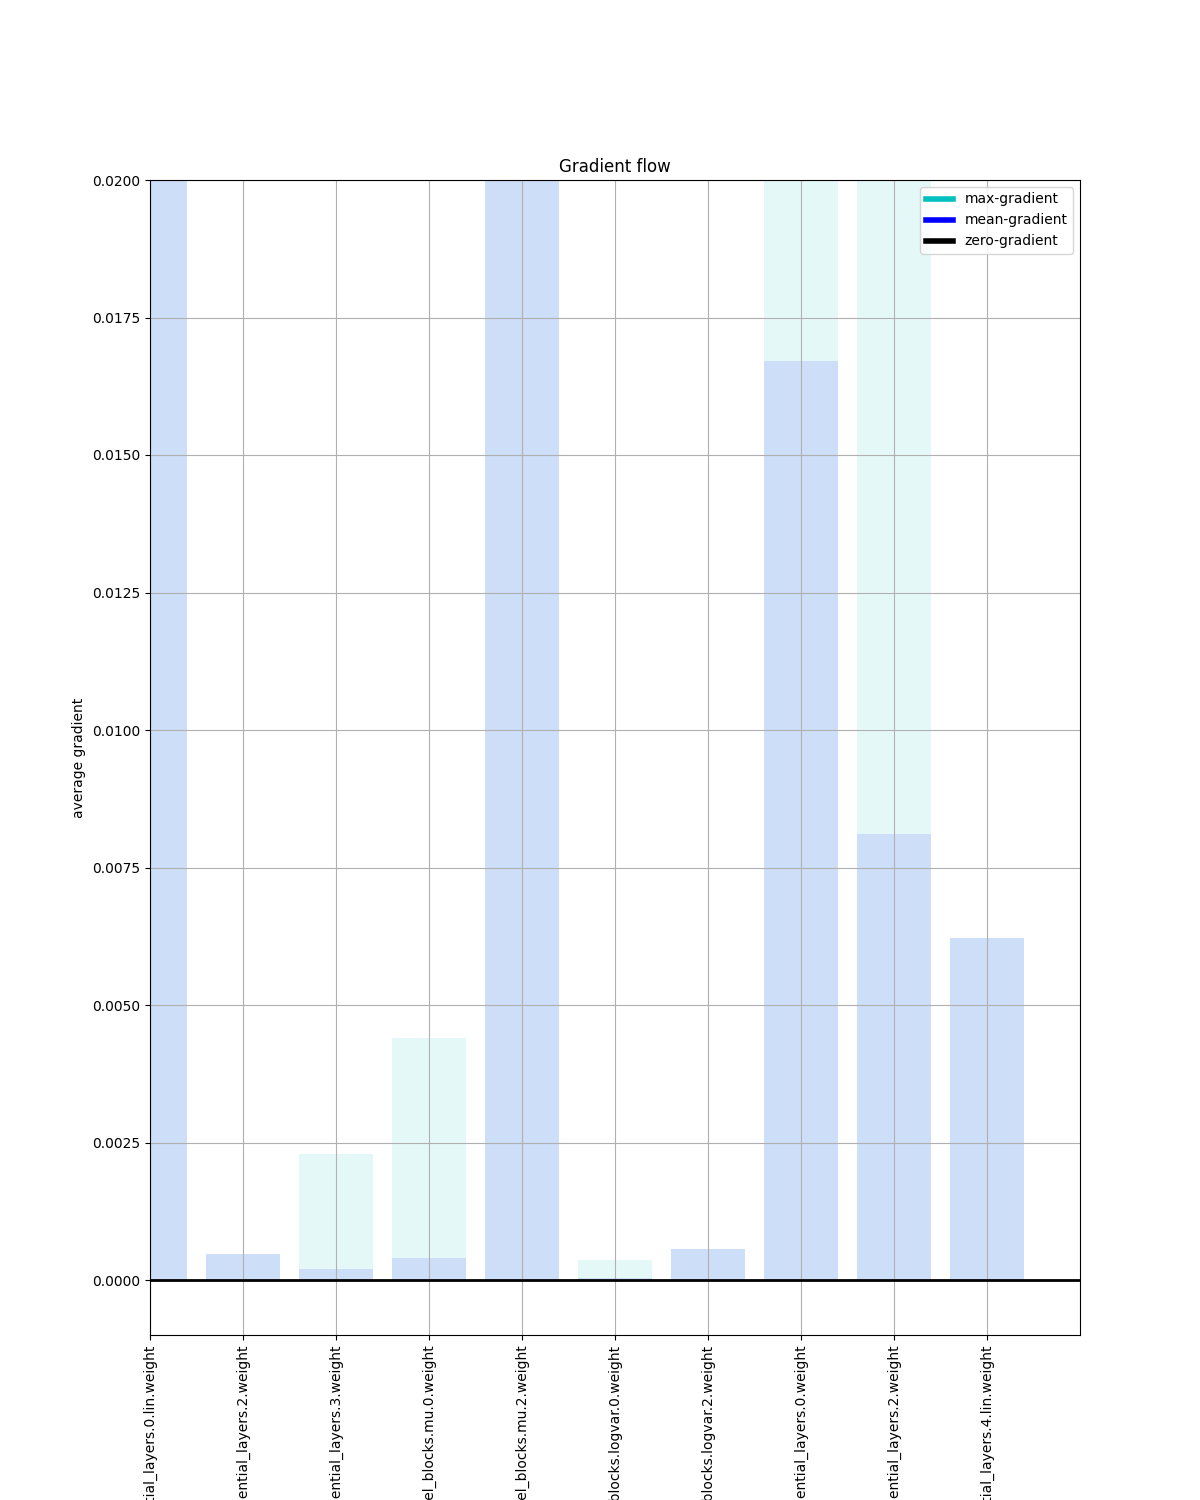 Gradient flow
max-gradient
mean-gradient
zero-gradient
0.0200
0.0175
0.0150
0.0125
0.0100
0.0075
0.0050
0.0025
0.0000
average gradient
tial_layers.0.lin.weight
ential_layers.2.weight
ential_layers.3.weight
el_blocks.mu.0.weight
el_blocks.mu.2.weight
blocks.logvar.0.weight
blocks.logvar.2.weight
ential_layers.0.weight
ential_layers.2.weight
tial_layers.4.lin.weight